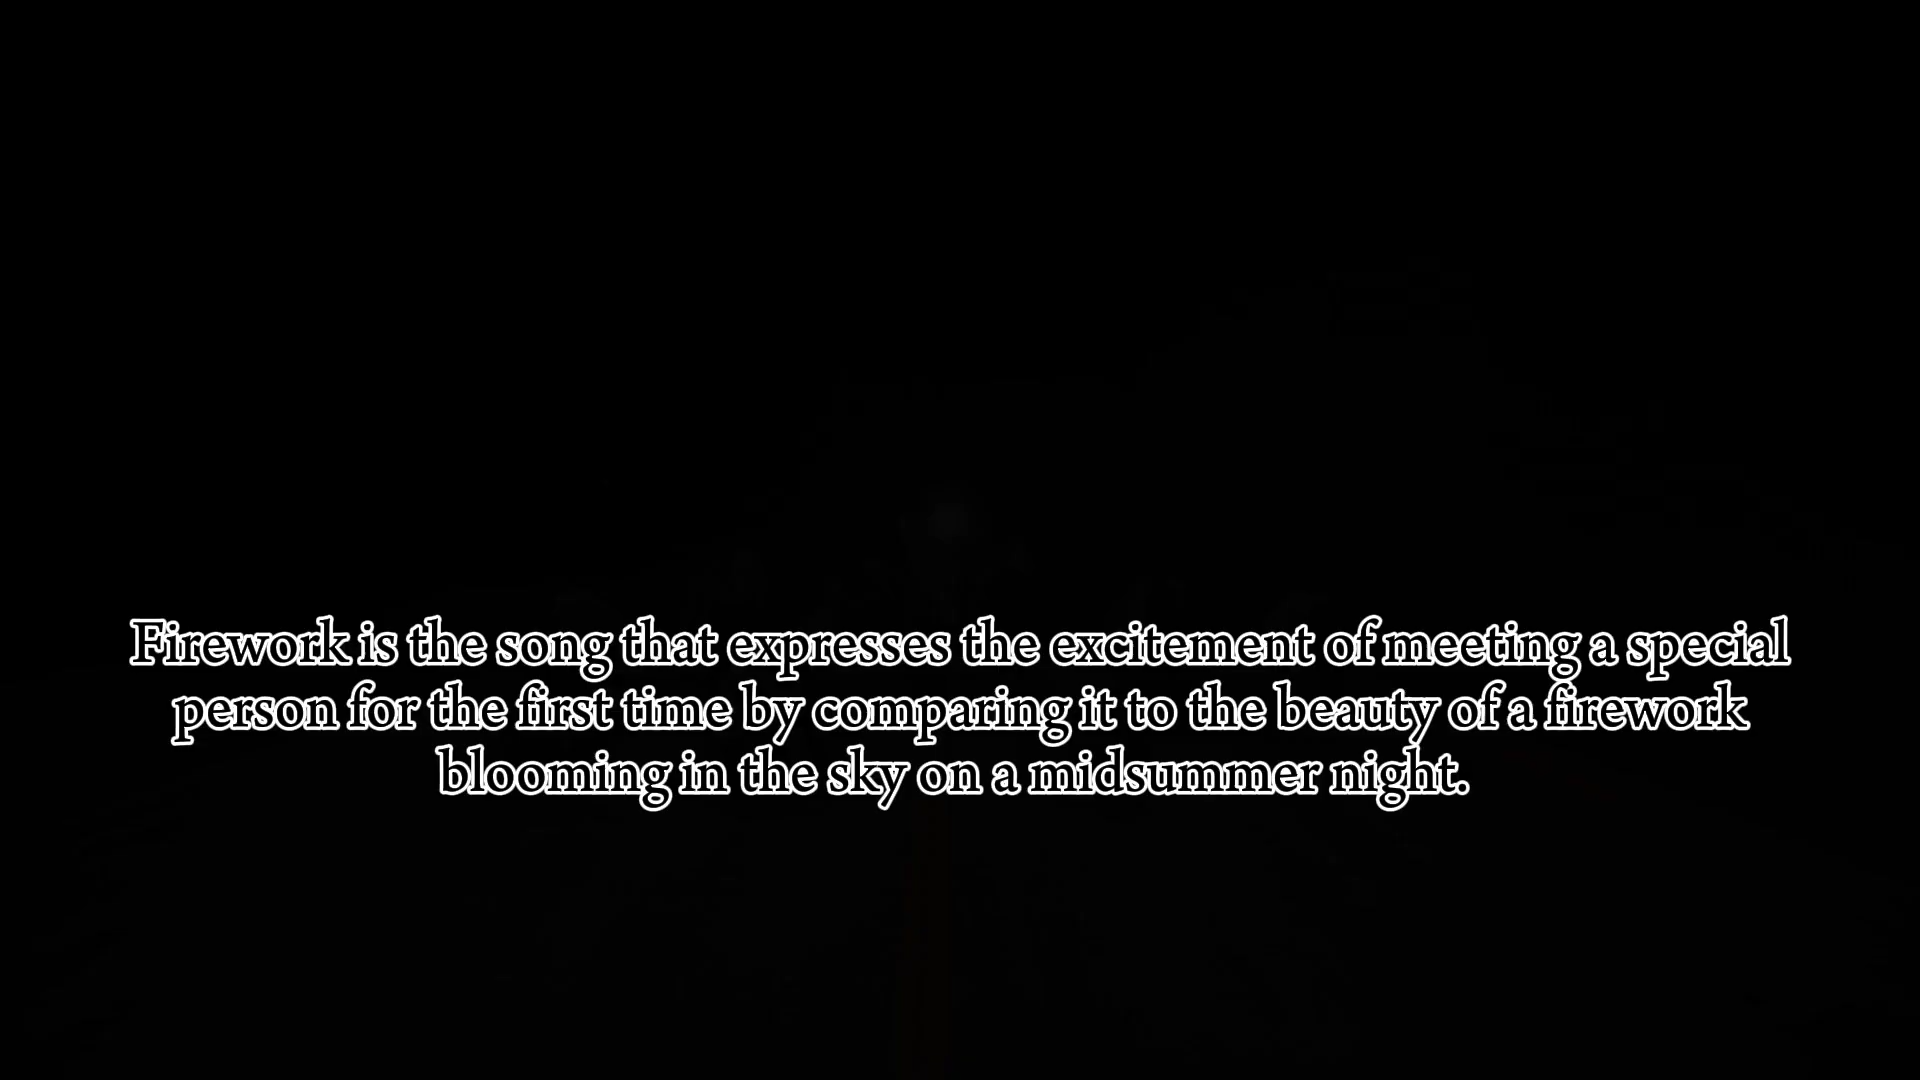 Firework is the song that expresses the excitement of meeting a special
person for the first time by comparing it to the beauty of a firework
blooming in the sky on a midsummer night.